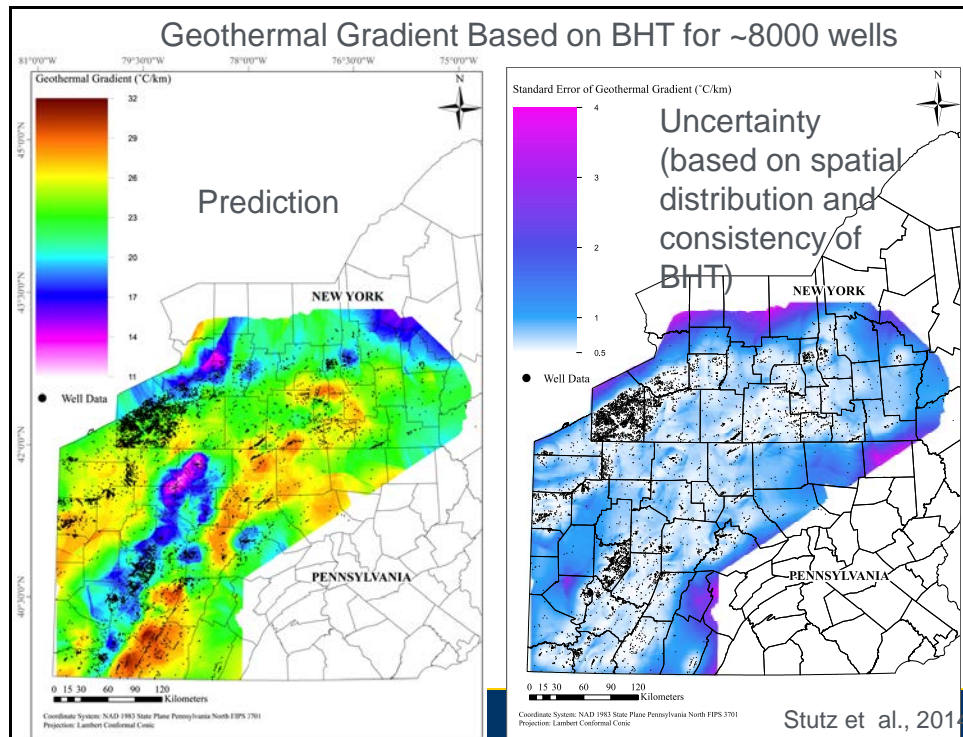 Geothermal Gradient Based on BHT for ~8000 wells
81°0'0"W 79°30'0"W 78°0'0"W 76°30'0"W 75°0'0"W
Geothermal Gradient (°C/km)
32
29
26
23
20
17
14
11
Well Data
N
Prediction
45°0'0"N
43°30'0"N
42°0'0"N
40°30'0"N
NEW YORK
PENNSYLVANIA
0 15 30 60 90 120
Kilometers
Coordinate System: NAD 1983 State Plane Pennsylvania North FIPS 3701
Projection: Lambert Conformal Conic
Standard Error of Geothermal Gradient (°C/km)
4
3
2
1
0.5
Well Data
N
Uncertainty
(based on spatial
distribution and
consistency of
BHT)
NEW YORK
PENNSYLVANIA
0 15 30 60 90 120
Kilometers
Coordinate System: NAD 1983 State Plane Pennsylvania North FIPS 3701
Projection: Lambert Conformal Conic
Stutz et al., 2014